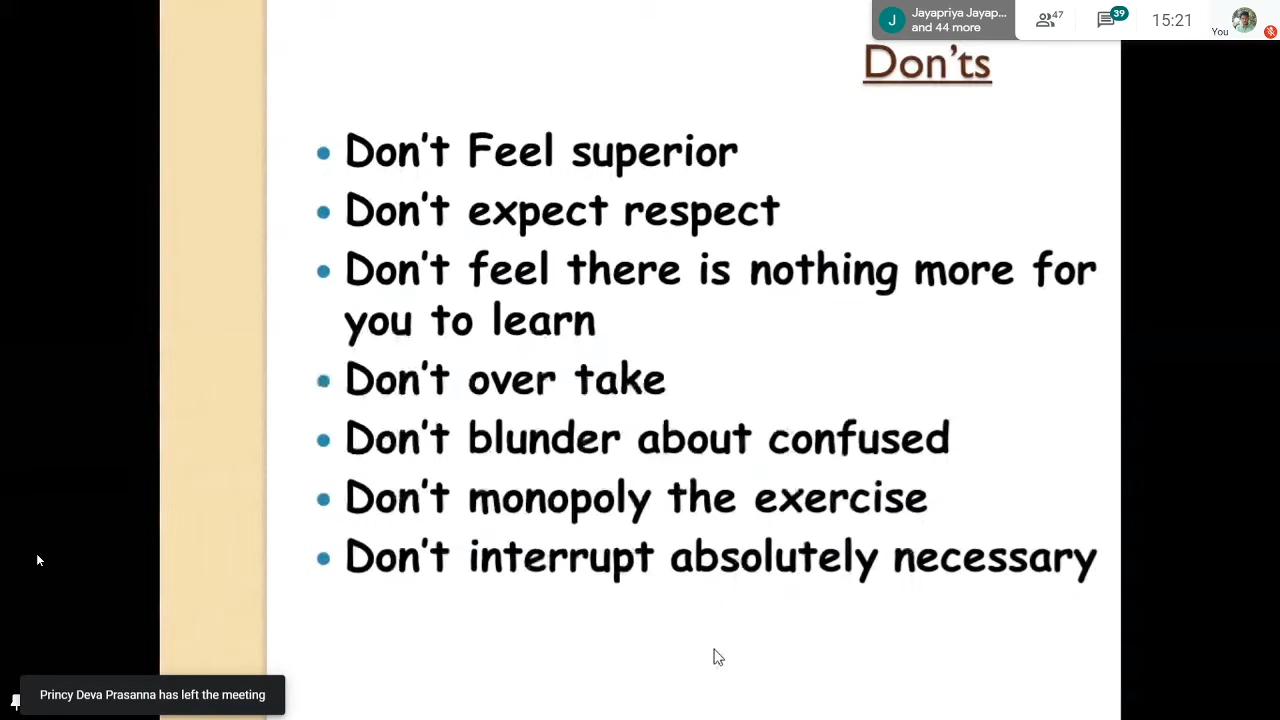 J
Jayapriya Jayap...
and 44 more
47
39
15:21
You
Don'ts
• Don't Feel superior
• Don't expect respect
• Don't feel there is nothing more for
you to learn
• Don't over take
• Don't blunder about confused
• Don't monopoly the exercise
• Don't interrupt absolutely necessary
Princy Deva Prasanna has left the meeting